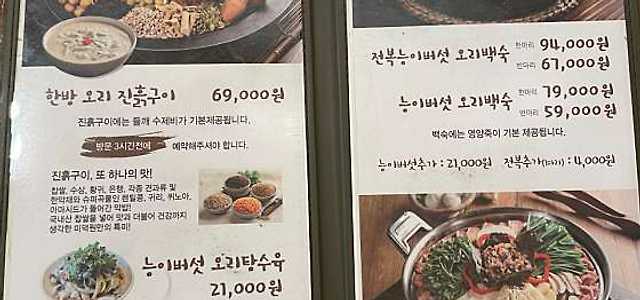 한방 오리 진흙구이 69,000원
진흙구이에는 들깨 수제비가 기본제공됩니다.
방문 3시간전에 예약해주셔야 합니다.
진흙구이, 또 하나의 맛!
찹쌀, 수삼, 황귀, 은행, 각종 견과류 및
한약재와 슈퍼곡물인 렌틸콩, 귀리, 퀴노아,
아마시드가 들어간 약밥!
국내산 찹쌀을 넣어 맛과 더불어 건강까지
생각한 미덕원만의 특미!
능이버섯 오리탕수육
21,000원
전복능이버섯 오리백숙 한마리 94,000원
반마리 67,000원
능이버섯 오리백숙 한마리 79,000원
반마리 59,000원
백숙에는 영양죽이 기본 제공됩니다.
능이버섯추가 : 21,000원 전복추가(1마리) : 4,000원